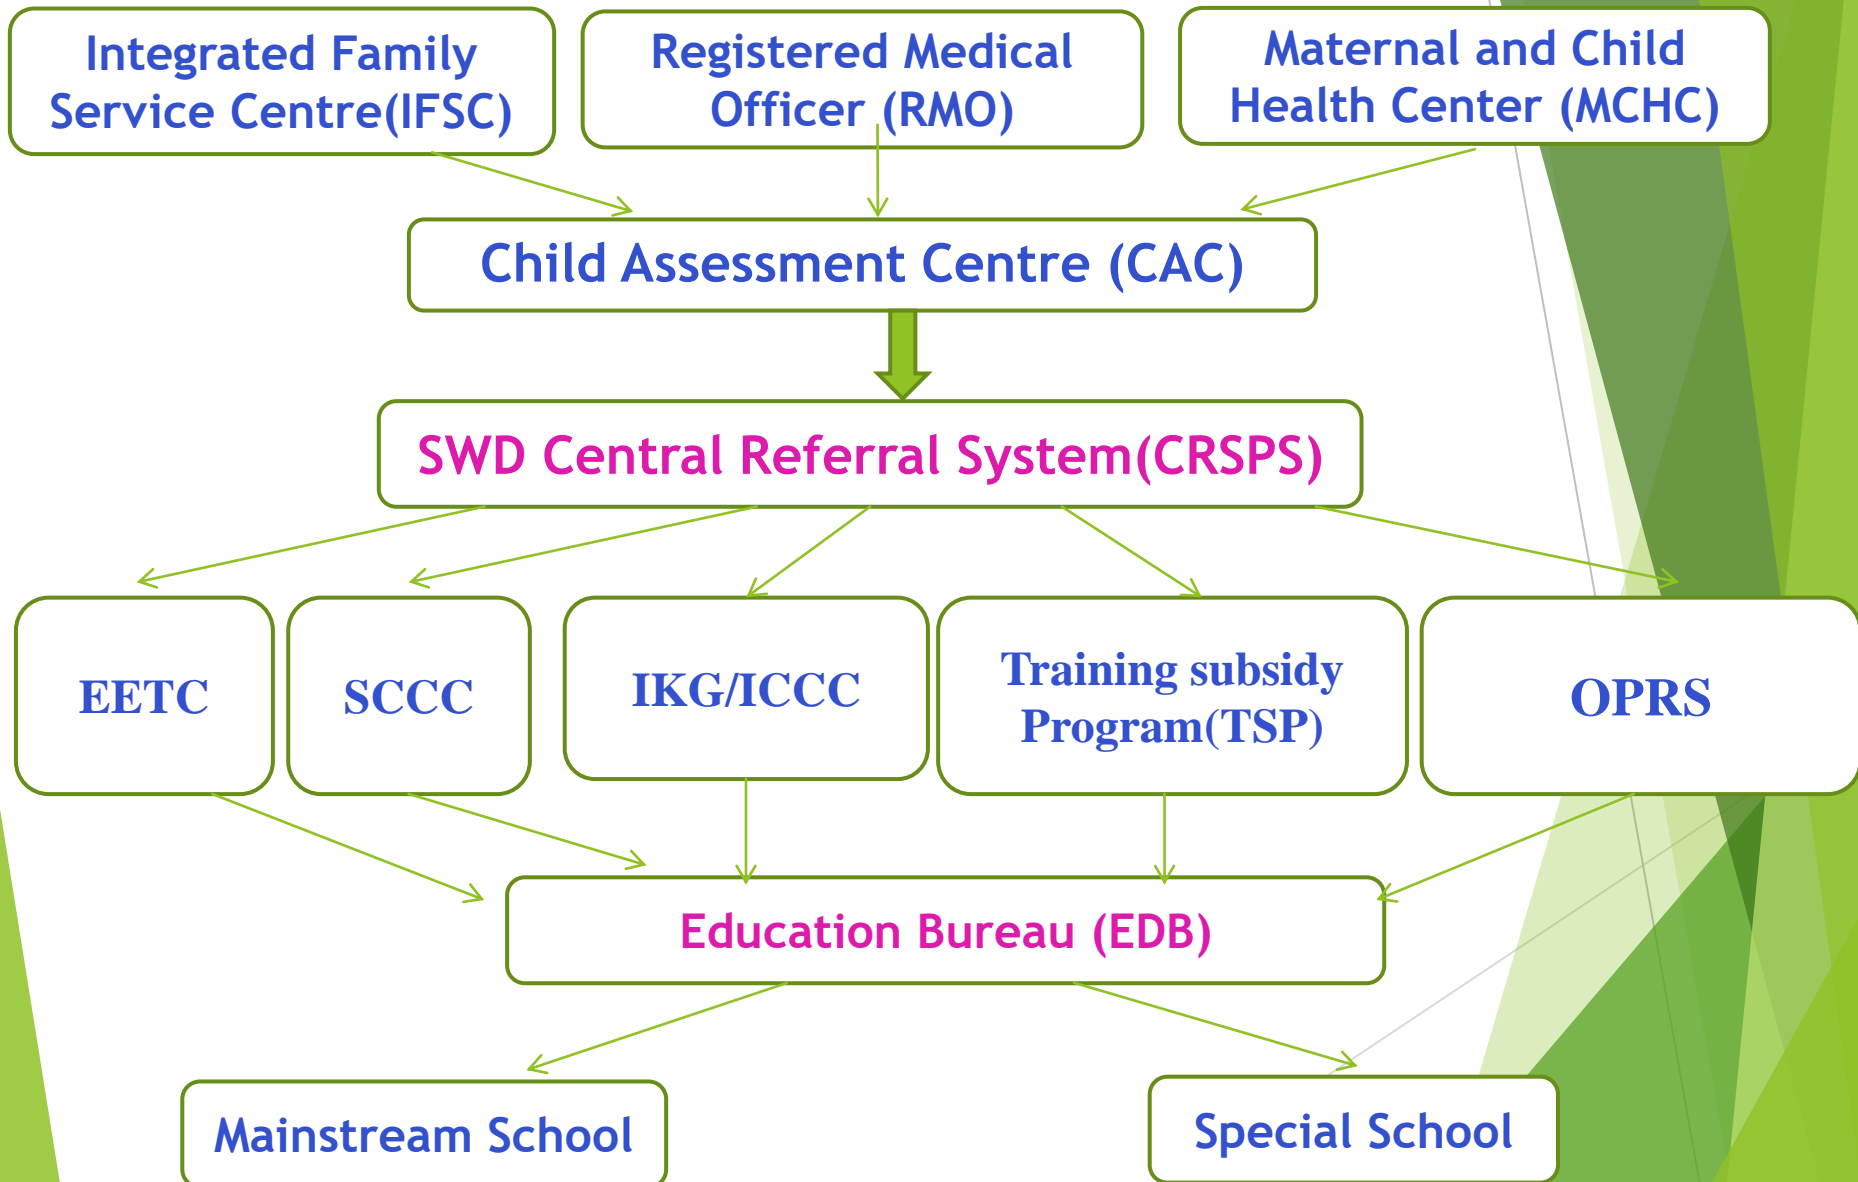 Integrated Family
Service Centre(IFSC)
Registered Medical
Officer (RMO)
Maternal and Child
Health Center (MCHC)
Child Assessment Centre (CAC)
SWD Central Referral System(CRSPS)
EETC
SCCC
IKG/ICCC
Training subsidy
Program(TSP)
OPRS
Education Bureau (EDB)
Mainstream School
Special School